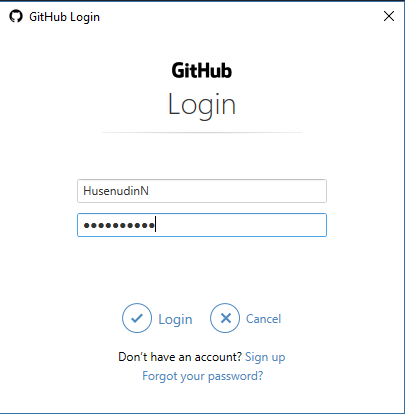 GitHub Login
GitHub
Login
HusenudinN
●●●●●●●●●●
Login Cancel
Don't have an account? Sign up
Forgot your password?